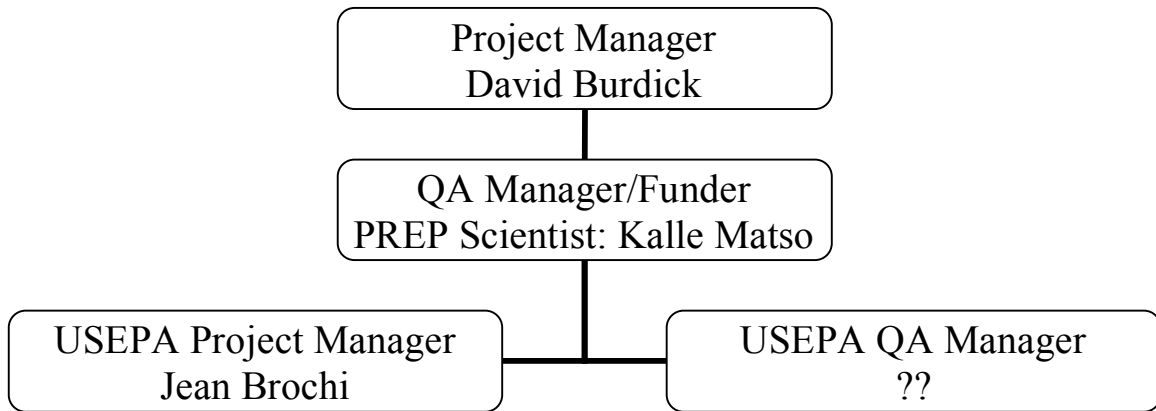 Project Manager
David Burdick
QA Manager/Funder
PREP Scientist: Kalle Matso
USEPA Project Manager
Jean Brochi
USEPA QA Manager
??